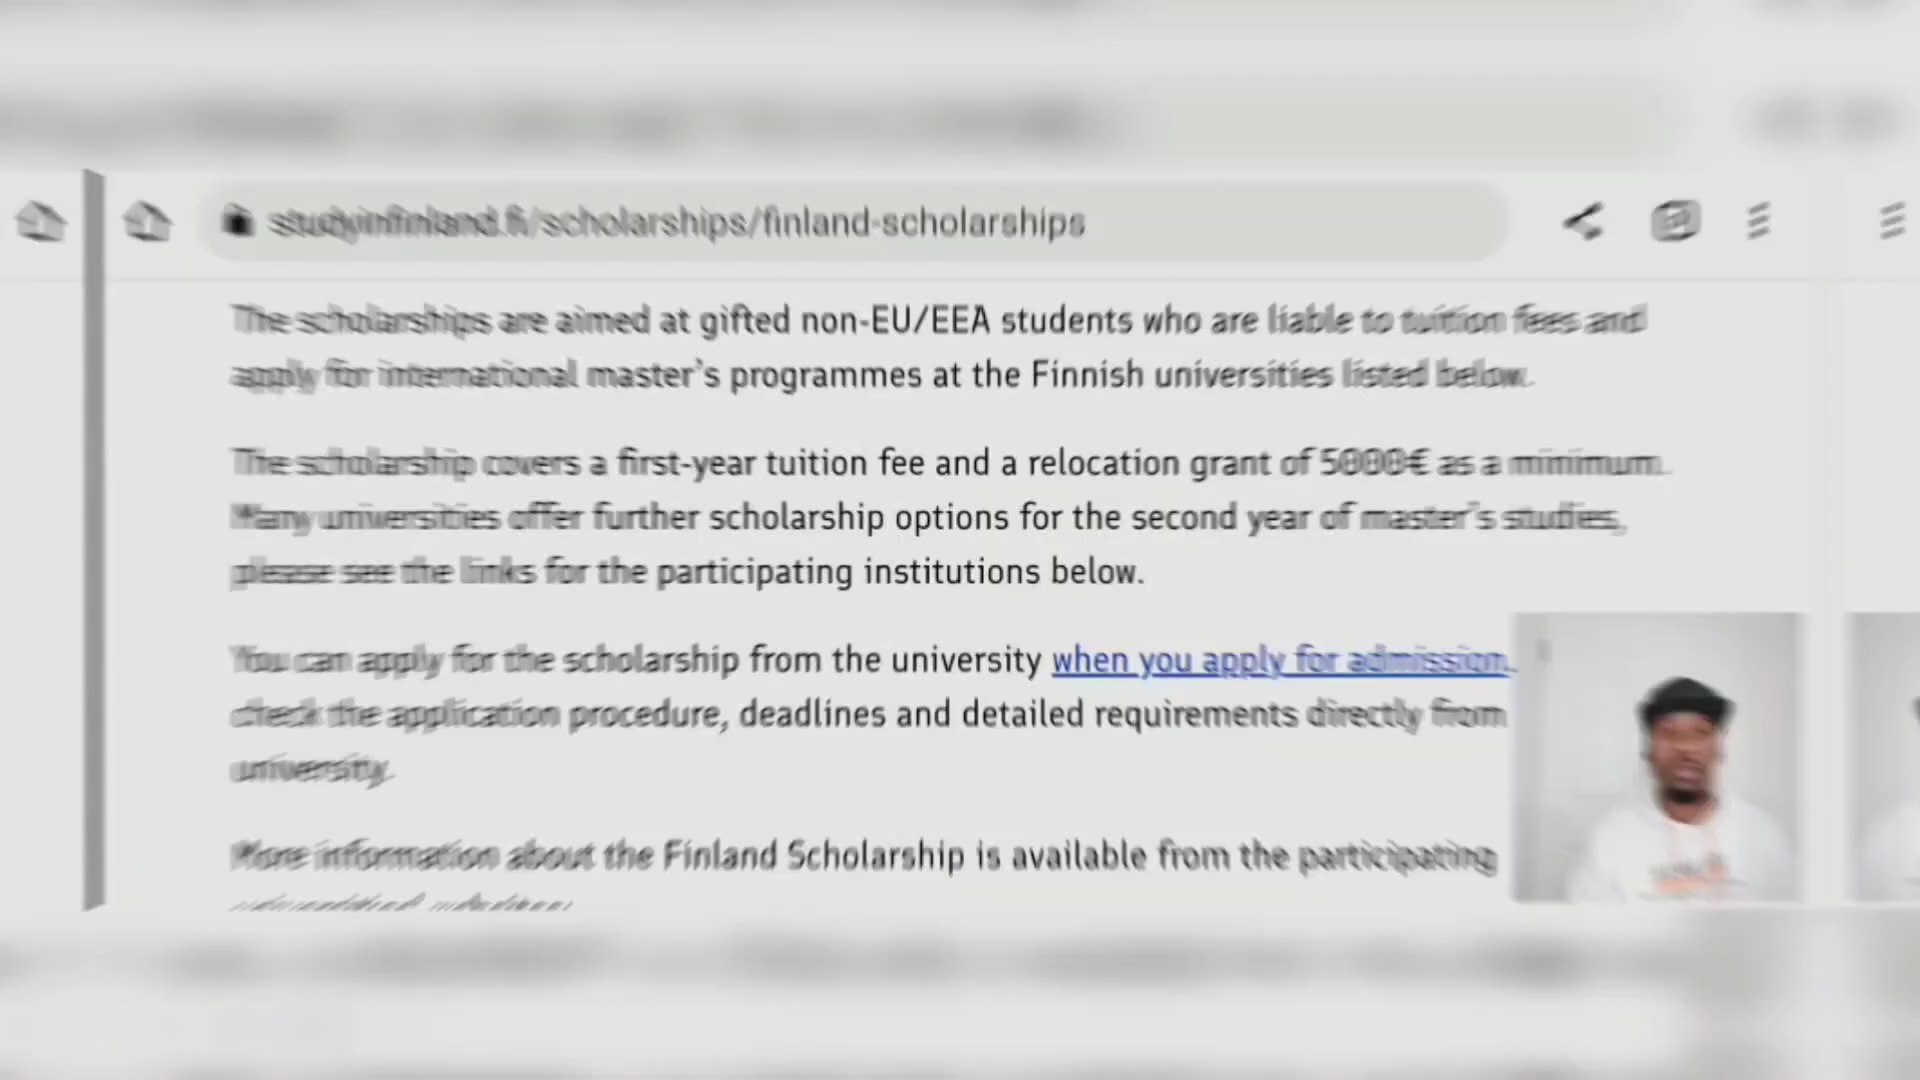 studyinfinland.fi/scholarships/finland-scholarships
The scholarships are aimed at gifted non-EU/EEA students who are liable to tuition fees and
apply for international master's programmes at the Finnish universities listed below.
The scholarship covers a first-year tuition fee and a relocation grant of 5000€ as a minimum.
Many universities offer further scholarship options for the second year of master's studies,
please see the links for the participating institutions below.
You can apply for the scholarship from the university when you apply for admission.
check the application procedure, deadlines and detailed requirements directly from
university.
More information about the Finland Scholarship is available from the participating